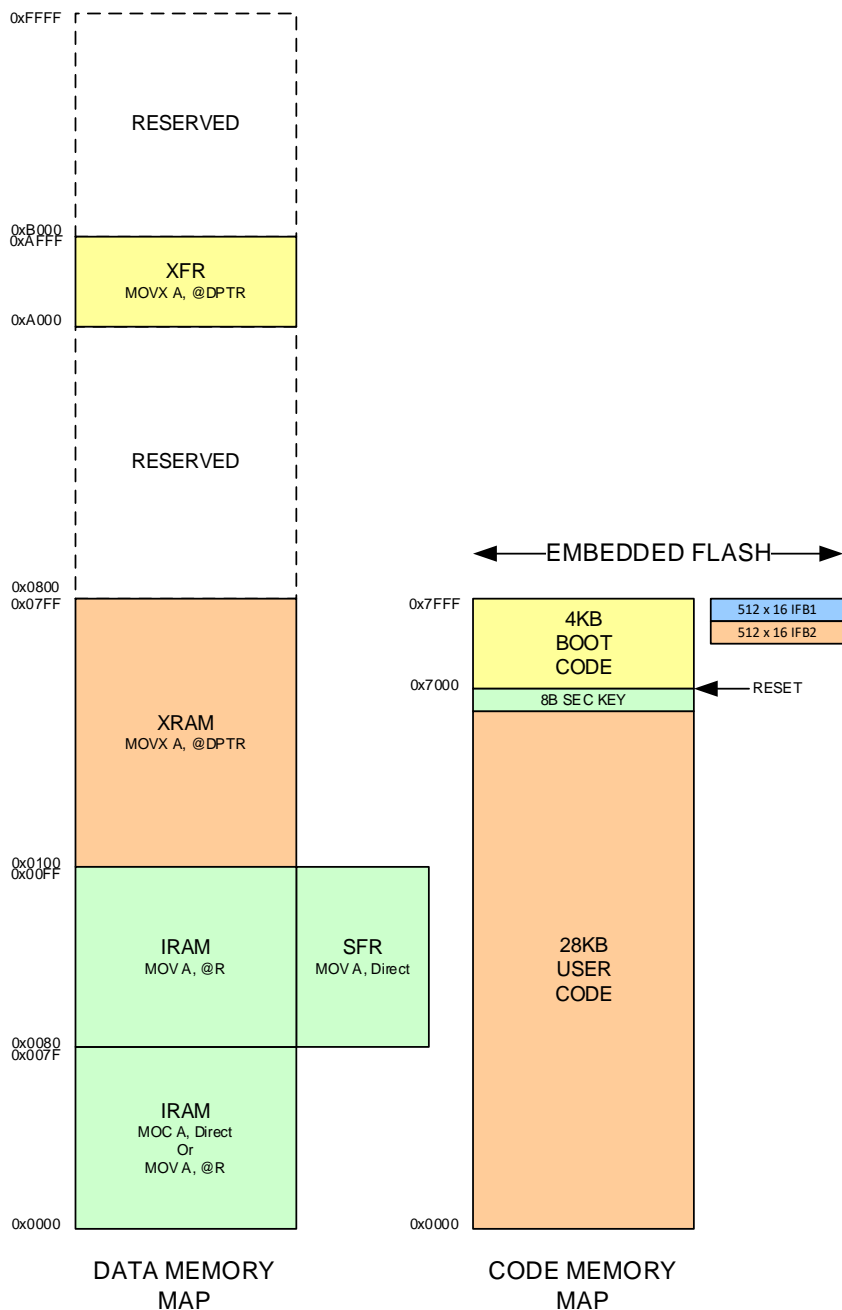 0xFFFF
RESERVED
0xB000
0xAFFF
XFR
MOVX A, @DPTR
0xA000
RESERVED
0x0800
0x07FF
XRAM
MOVX A, @DPTR
0x0100
0x00FF
IRAM
MOV A, @R
SFR
MOV A, Direct
0x0080
0x007F
IRAM
MOC A, Direct
Or
MOV A, @R
0x0000
DATA MEMORY
MAP
EMBEDDED FLASH
0x7FFF
4KB
BOOT
CODE
512 x 16 IFB1
512 x 16 IFB2
0x7000
RESET
8B SEC KEY
28KB
USER
CODE
0x0000
CODE MEMORY
MAP